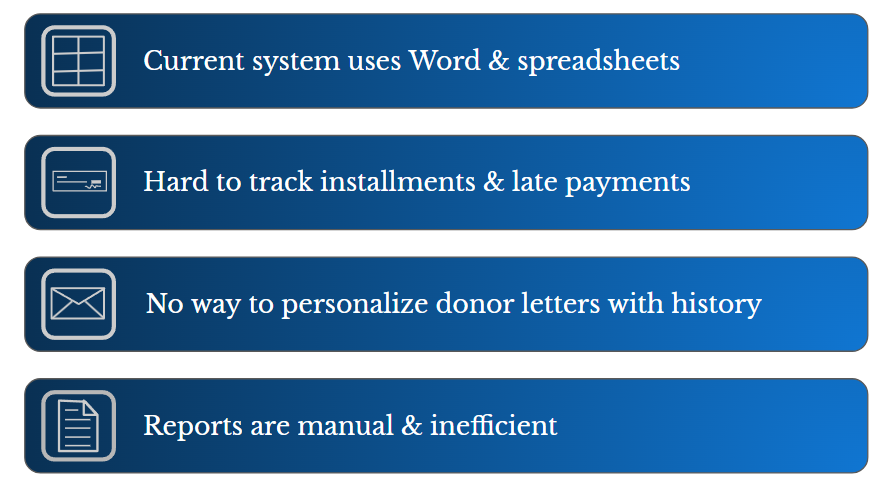 Current system uses Word & spreadsheets
Hard to track installments & late payments
No way to personalize donor letters with history
Reports are manual & inefficient